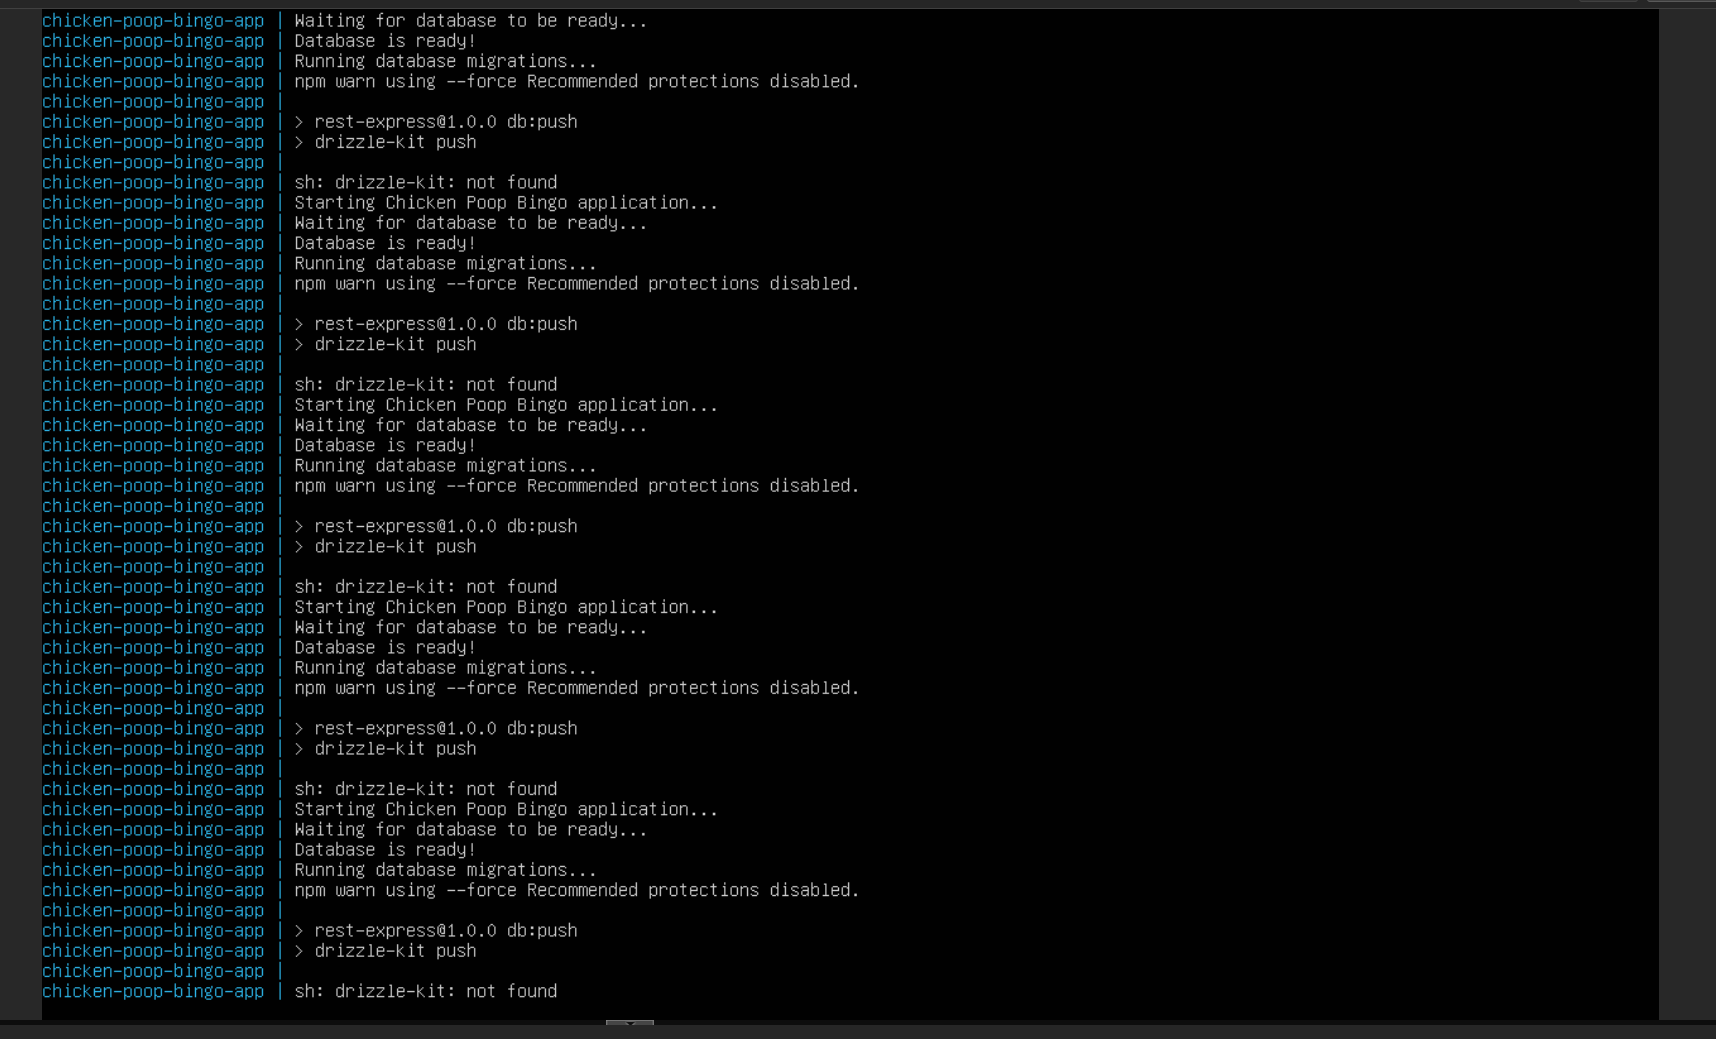 chicken-poop-bingo-app | Waiting for database to be ready...
chicken-poop-bingo-app | Database is ready!
chicken-poop-bingo-app | Running database migrations...
chicken-poop-bingo-app | npm warn using --force Recommended protections disabled.
chicken-poop-bingo-app |
chicken-poop-bingo-app | > rest-express@1.0.0 db:push
chicken-poop-bingo-app | > drizzle-kit push
chicken-poop-bingo-app |
chicken-poop-bingo-app | sh: drizzle-kit: not found
chicken-poop-bingo-app | Starting Chicken Poop Bingo application...
chicken-poop-bingo-app | Waiting for database to be ready...
chicken-poop-bingo-app | Database is ready!
chicken-poop-bingo-app | Running database migrations...
chicken-poop-bingo-app | npm warn using --force Recommended protections disabled.
chicken-poop-bingo-app |
chicken-poop-bingo-app | > rest-express@1.0.0 db:push
chicken-poop-bingo-app | > drizzle-kit push
chicken-poop-bingo-app |
chicken-poop-bingo-app | sh: drizzle-kit: not found
chicken-poop-bingo-app | Starting Chicken Poop Bingo application...
chicken-poop-bingo-app | Waiting for database to be ready...
chicken-poop-bingo-app | Database is ready!
chicken-poop-bingo-app | Running database migrations...
chicken-poop-bingo-app | npm warn using --force Recommended protections disabled.
chicken-poop-bingo-app |
chicken-poop-bingo-app | > rest-express@1.0.0 db:push
chicken-poop-bingo-app | > drizzle-kit push
chicken-poop-bingo-app |
chicken-poop-bingo-app | sh: drizzle-kit: not found
chicken-poop-bingo-app | Starting Chicken Poop Bingo application...
chicken-poop-bingo-app | Waiting for database to be ready...
chicken-poop-bingo-app | Database is ready!
chicken-poop-bingo-app | Running database migrations...
chicken-poop-bingo-app | npm warn using --force Recommended protections disabled.
chicken-poop-bingo-app |
chicken-poop-bingo-app | > rest-express@1.0.0 db:push
chicken-poop-bingo-app | > drizzle-kit push
chicken-poop-bingo-app |
chicken-poop-bingo-app | sh: drizzle-kit: not found
chicken-poop-bingo-app | Starting Chicken Poop Bingo application...
chicken-poop-bingo-app | Waiting for database to be ready...
chicken-poop-bingo-app | Database is ready!
chicken-poop-bingo-app | Running database migrations...
chicken-poop-bingo-app | npm warn using --force Recommended protections disabled.
chicken-poop-bingo-app |
chicken-poop-bingo-app | > rest-express@1.0.0 db:push
chicken-poop-bingo-app | > drizzle-kit push
chicken-poop-bingo-app |
chicken-poop-bingo-app | sh: drizzle-kit: not found